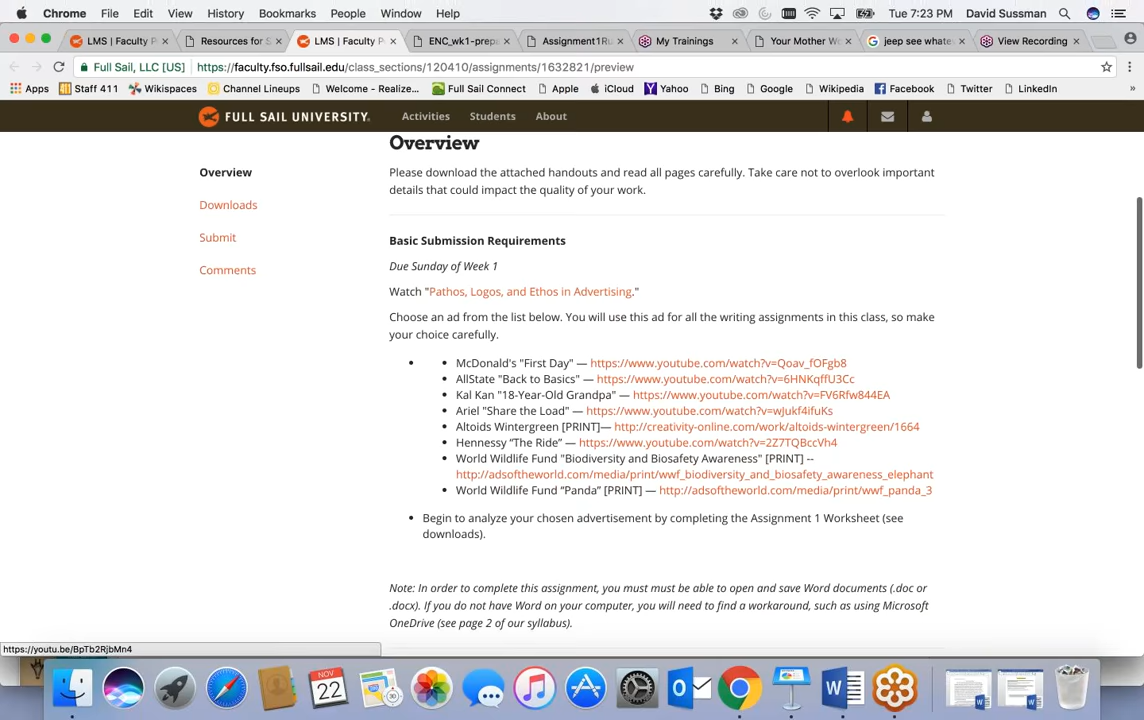 Chrome File Edit View History Bookmarks People Window Help Tue 7:23 PM David Sussman
LMS | Faculty P Resources for S LMS | Faculty P ENC_wk1-prep Assignment1Ru My Trainings Your Mother W jeep see whate View Recording
Full Sail, LLC [US] https://faculty.fso.fullsail.edu/class_sections/120410/assignments/1632821/preview
Apps Staff 411 Wikispaces Channel Lineups Welcome - Realize... Full Sail Connect Apple iCloud Yahoo Bing Google Wikipedia Facebook Twitter LinkedIn »
FULL SAIL UNIVERSITY. Activities Students About
Overview
Downloads
Submit
Comments
Overview
Please download the attached handouts and read all pages carefully. Take care not to overlook important
details that could impact the quality of your work.
Basic Submission Requirements
Due Sunday of Week 1
Watch "Pathos, Logos, and Ethos in Advertising."
Choose an ad from the list below. You will use this ad for all the writing assignments in this class, so make
your choice carefully.
McDonald's "First Day" — https://www.youtube.com/watch?v=Qoav_fOFgb8
AllState "Back to Basics" — https://www.youtube.com/watch?v=6HNKqffU3Cc
Kal Kan "18-Year-Old Grandpa" — https://www.youtube.com/watch?v=FV6Rfw844EA
Ariel "Share the Load" — https://www.youtube.com/watch?v=wJukf4ifuKs
Altoids Wintergreen [PRINT]— http://creativity-online.com/work/altoids-wintergreen/1664
Hennessy “The Ride” — https://www.youtube.com/watch?v=2Z7TQBccVh4
World Wildlife Fund "Biodiversity and Biosafety Awareness" [PRINT] --
http://adsoftheworld.com/media/print/wwf_biodiversity_and_biosafety_awareness_elephant
World Wildlife Fund “Panda” [PRINT] — http://adsoftheworld.com/media/print/wwf_panda_3
Begin to analyze your chosen advertisement by completing the Assignment 1 Worksheet (see
downloads).
Note: In order to complete this assignment, you must must be able to open and save Word documents (.doc or
.docx). If you do not have Word on your computer, you will need to find a workaround, such as using Microsoft
OneDrive (see page 2 of our syllabus).
https://youtu.be/BpTb2RjbMn4
NOV
22